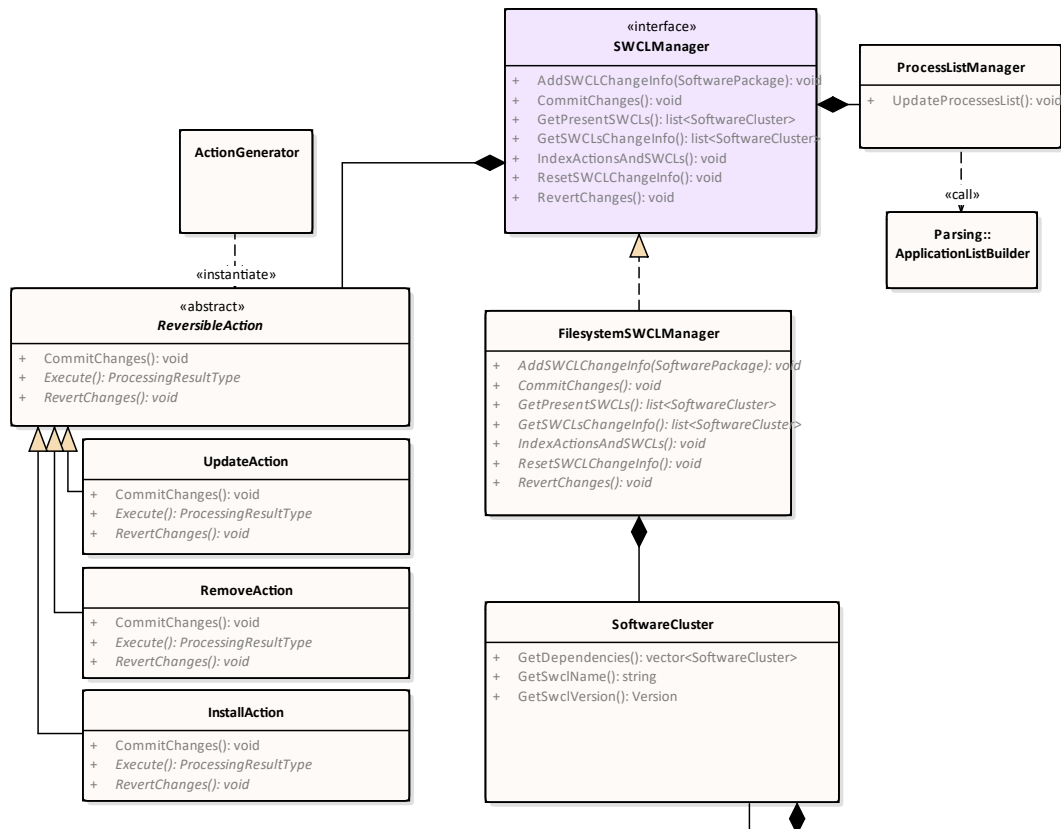 «interface»
SWCLManager
+ AddSWCLChangeInfo(SoftwarePackage): void
+ CommitChanges(): void
+ GetPresentSWCLs(): list<SoftwareCluster>
+ GetSWCLsChangeInfo(): list<SoftwareCluster>
+ IndexActionsAndSWCLs(): void
+ ResetSWCLChangeInfo(): void
+ RevertChanges(): void
ProcessListManager
+ UpdateProcessesList(): void
«call»
Parsing::
ApplicationListBuilder
ActionGenerator
«instantiate»
«abstract»
ReversibleAction
+ CommitChanges(): void
+ Execute(): ProcessingResultType
+ RevertChanges(): void
FilesystemSWCLManager
+ AddSWCLChangeInfo(SoftwarePackage): void
+ CommitChanges(): void
+ GetPresentSWCLs(): list<SoftwareCluster>
+ GetSWCLsChangeInfo(): list<SoftwareCluster>
+ IndexActionsAndSWCLs(): void
+ ResetSWCLChangeInfo(): void
+ RevertChanges(): void
UpdateAction
+ CommitChanges(): void
+ Execute(): ProcessingResultType
+ RevertChanges(): void
RemoveAction
+ CommitChanges(): void
+ Execute(): ProcessingResultType
+ RevertChanges(): void
InstallAction
+ CommitChanges(): void
+ Execute(): ProcessingResultType
+ RevertChanges(): void
SoftwareCluster
+ GetDependencies(): vector<SoftwareCluster>
+ GetSwclName(): string
+ GetSwclVersion(): Version